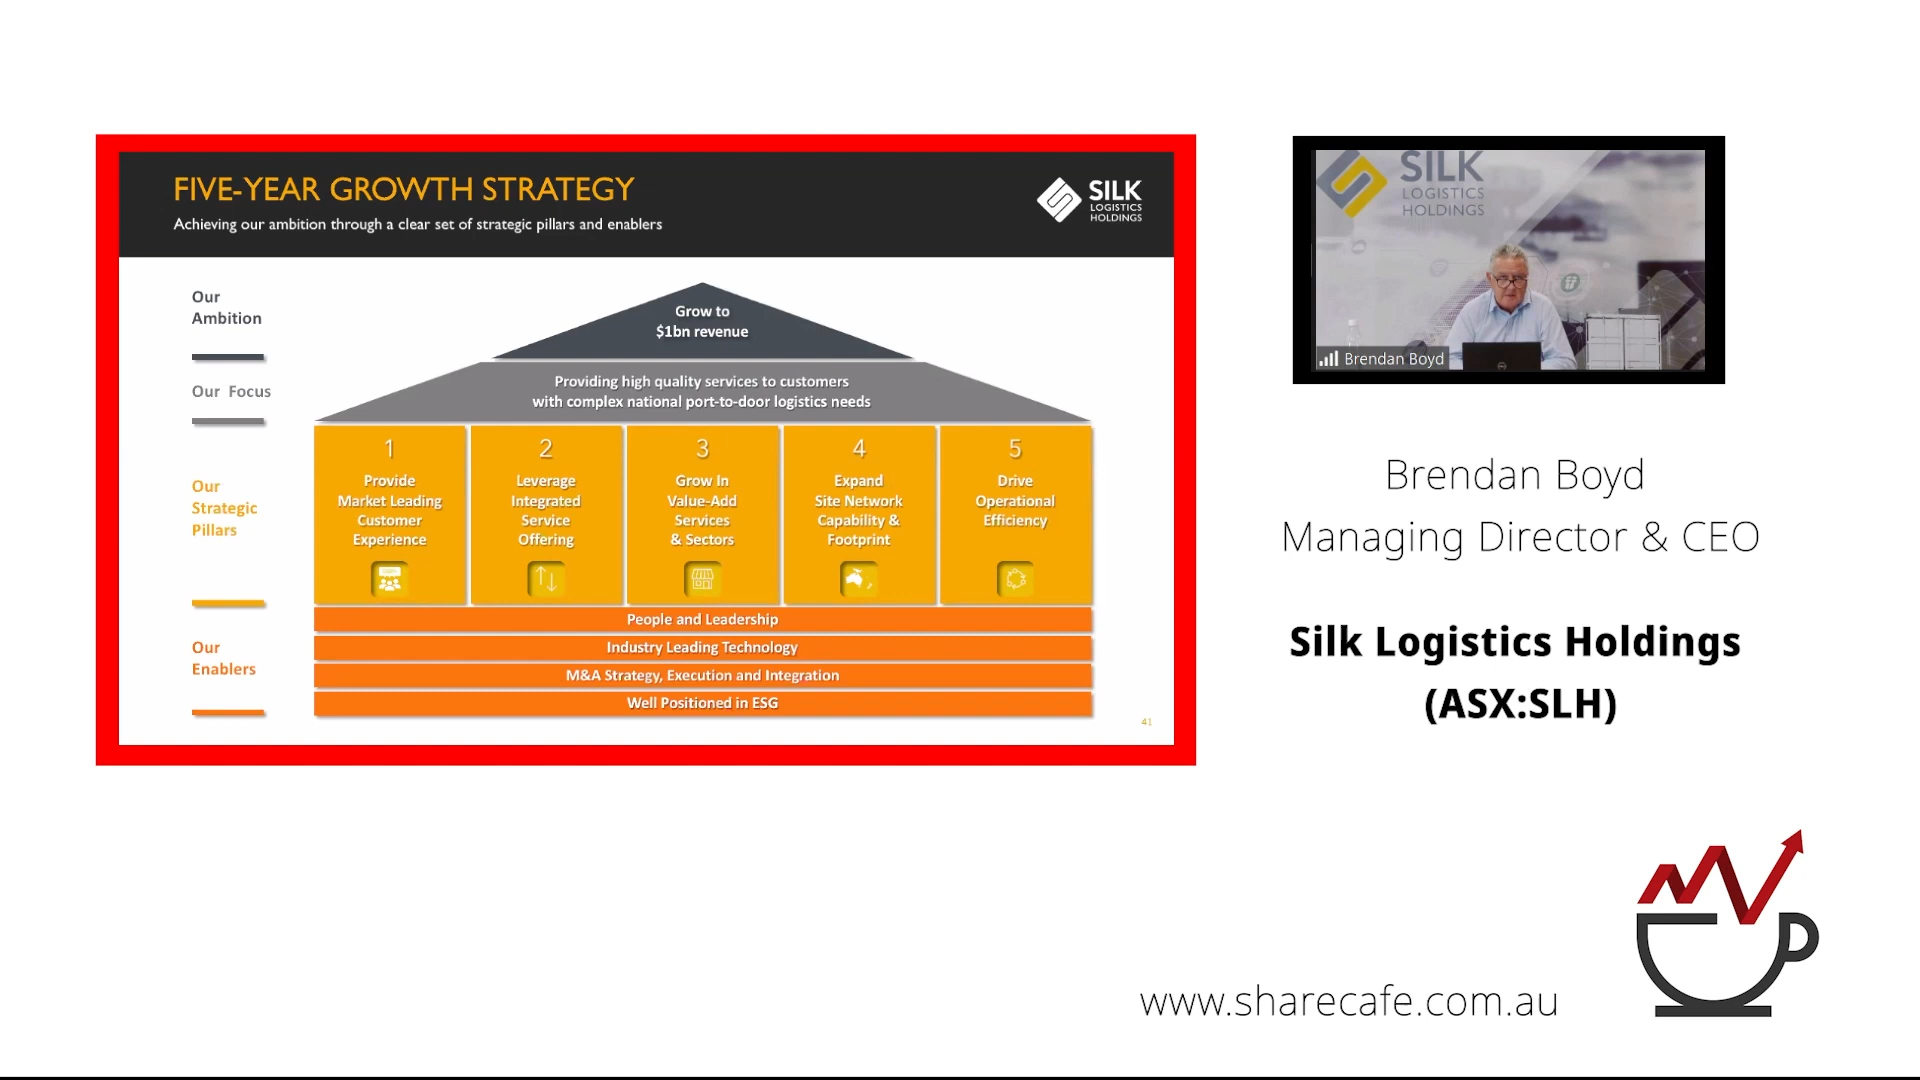 FIVE-YEAR GROWTH STRATEGY
Achieving our ambition through a clear set of strategic pillars and enablers
SILK
LOGISTICS
HOLDINGS
Our
Ambition
Grow to
$1bn revenue
Our Focus
Providing high quality services to customers
with complex national port-to-door logistics needs
Our
Strategic
Pillars
1
Provide
Market Leading
Customer
Experience
2
Leverage
Integrated
Service
Offering
3
Grow In
Value-Add
Services
& Sectors
4
Expand
Site Network
Capability &
Footprint
5
Drive
Operational
Efficiency
Our
Enablers
People and Leadership
Industry Leading Technology
M&A Strategy, Execution and Integration
Well Positioned in ESG
41
SILK
LOGISTICS
HOLDINGS
Brendan Boyd
Brendan Boyd
Managing Director & CEO
Silk Logistics Holdings
(ASX:SLH)
www.sharecafe.com.au